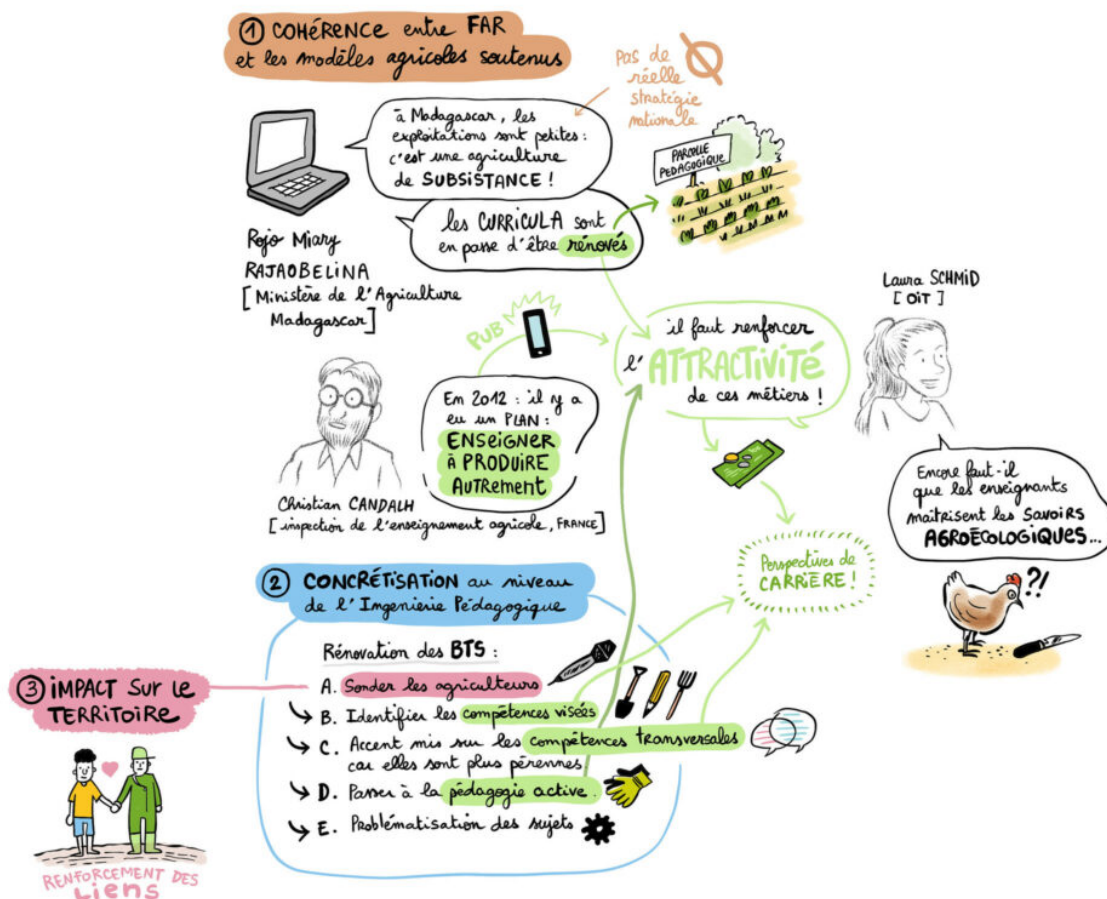 ① COHÉRENCE entre FAR
et les modèles agricoles soutenus
pas de
réelle
stratégie
nationale
à Madagascar, les
exploitations sont petites :
c'est une agriculture
de SUBSISTANCE !
PARCELLE
PEDAGOGIQUE
les CURRICULA sont
en passe d'être rénovés
Rojo Miary
RAJAOBELINA
[Ministère de l'Agriculture
Madagascar]
Laura SCHMID
[OIT]
PUB
il faut renforcer
l'ATTRACTIVITÉ
de ces métiers !
En 2012 : il y a
eu un PLAN :
ENSEIGNER
à PRODUIRE
AUTREMENT
Christian CANDALH
[inspection de l'enseignement agricole, FRANCE]
Encore faut-il
que les enseignants
maîtrisent les SAVOIRS
AGROÉCOLOGIQUES...
Perspectives de
CARRIÈRE !
?!
② CONCRÉTISATION au niveau
de l'Ingenierie Pédagogique
Rénovation des BTS :
A. Sonder les agriculteurs
B. Identifier les compétences visées
C. Accent mis sur les compétences transversales
car elles sont plus pérennes
D. Passer à la pédagogie active.
E. Problématisation des sujets
③ IMPACT SUR LE
TERRITOIRE
RENFORCEMENT DES
LIENS